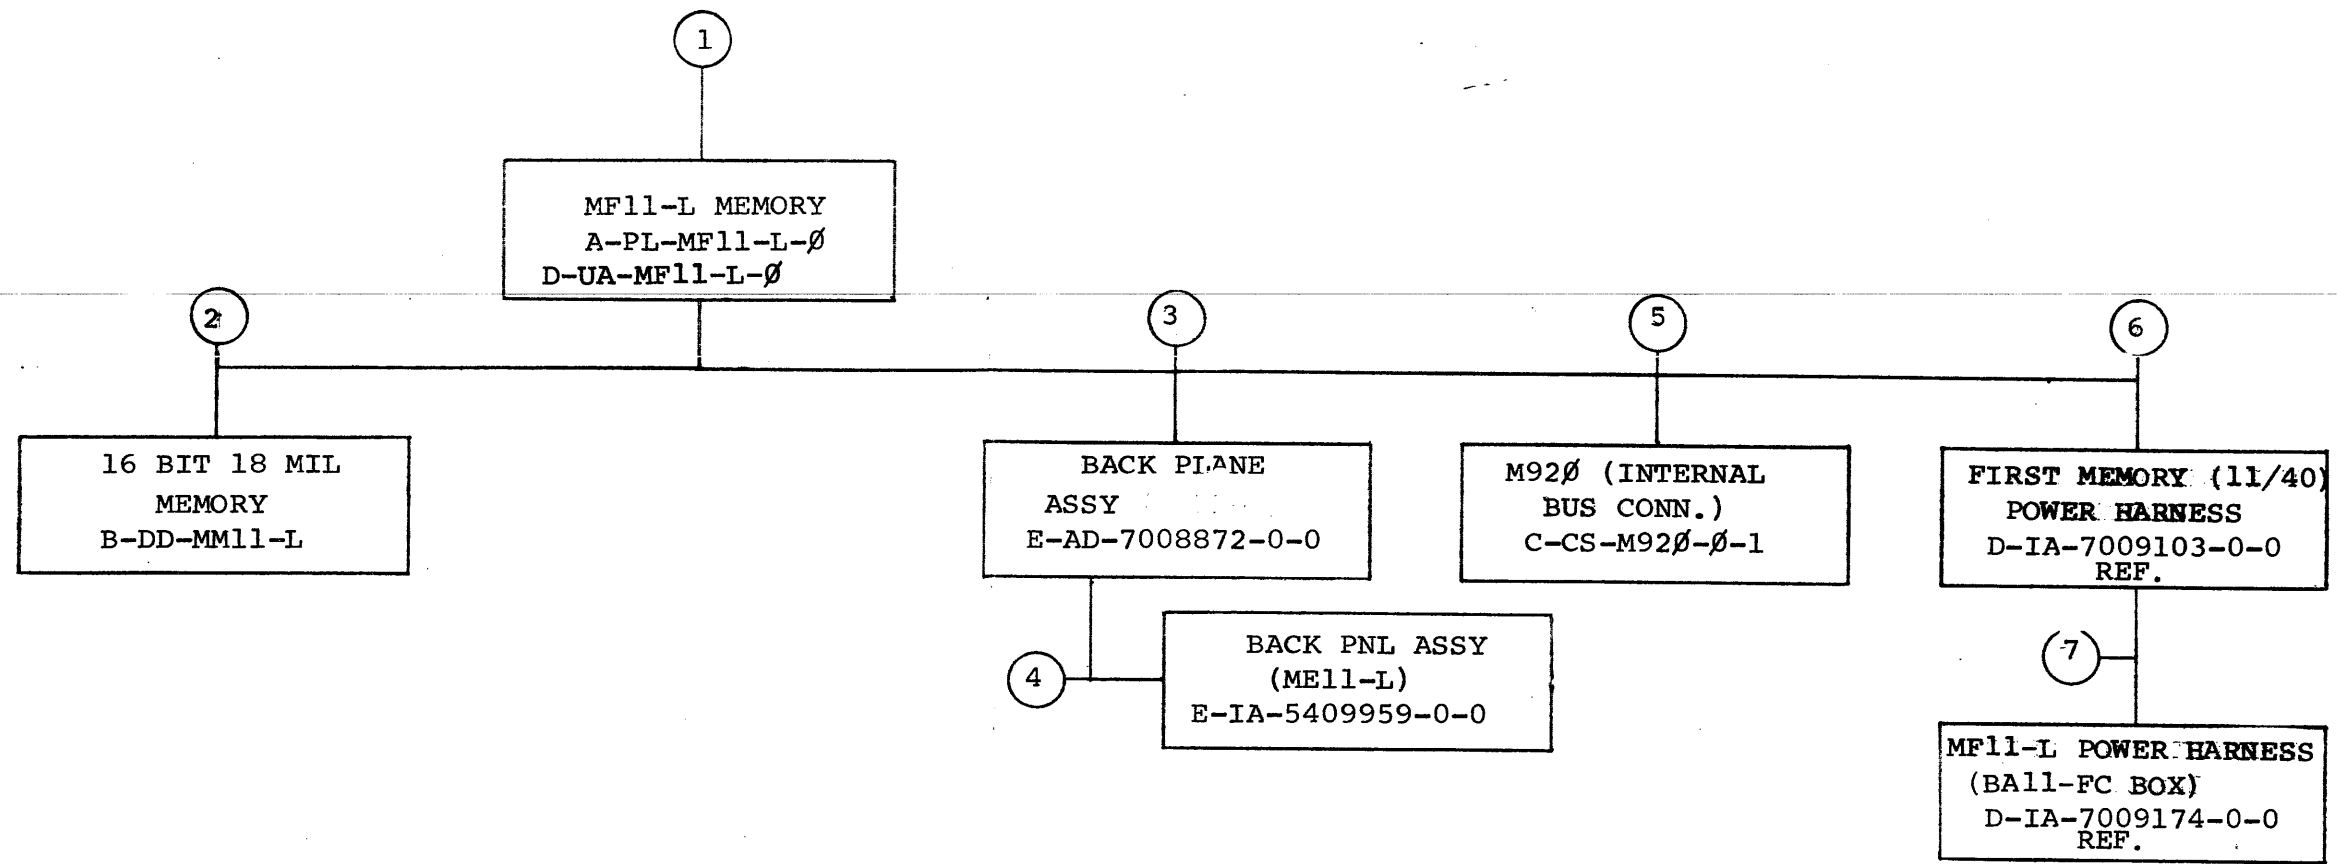 1
MF11-L MEMORY
A-PL-MF11-L-Ø
D-UA-MF11-L-Ø
2
3
5
6
16 BIT 18 MIL
MEMORY
B-DD-MM11-L
BACK PLANE
ASSY
E-AD-7008872-0-0
M92Ø (INTERNAL
BUS CONN.)
C-CS-M92Ø-Ø-1
FIRST MEMORY (11/40)
POWER HARNESS
D-IA-7009103-0-0
REF.
4
BACK PNL ASSY
(ME11-L)
E-IA-5409959-0-0
7
MF11-L POWER HARNESS
(BA11-FC BOX)
D-IA-7009174-0-0
REF.